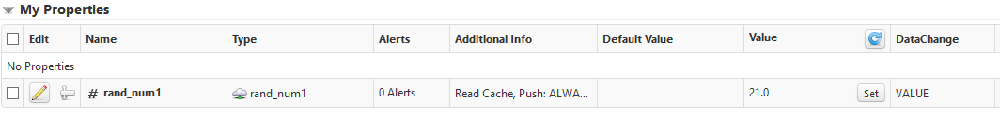 My Properties
Edit Name Type Alerts Additional Info Default Value Value DataChange
No Properties
# rand_num1 rand_num1 0 Alerts Read Cache, Push: ALWA... 21.0 Set VALUE